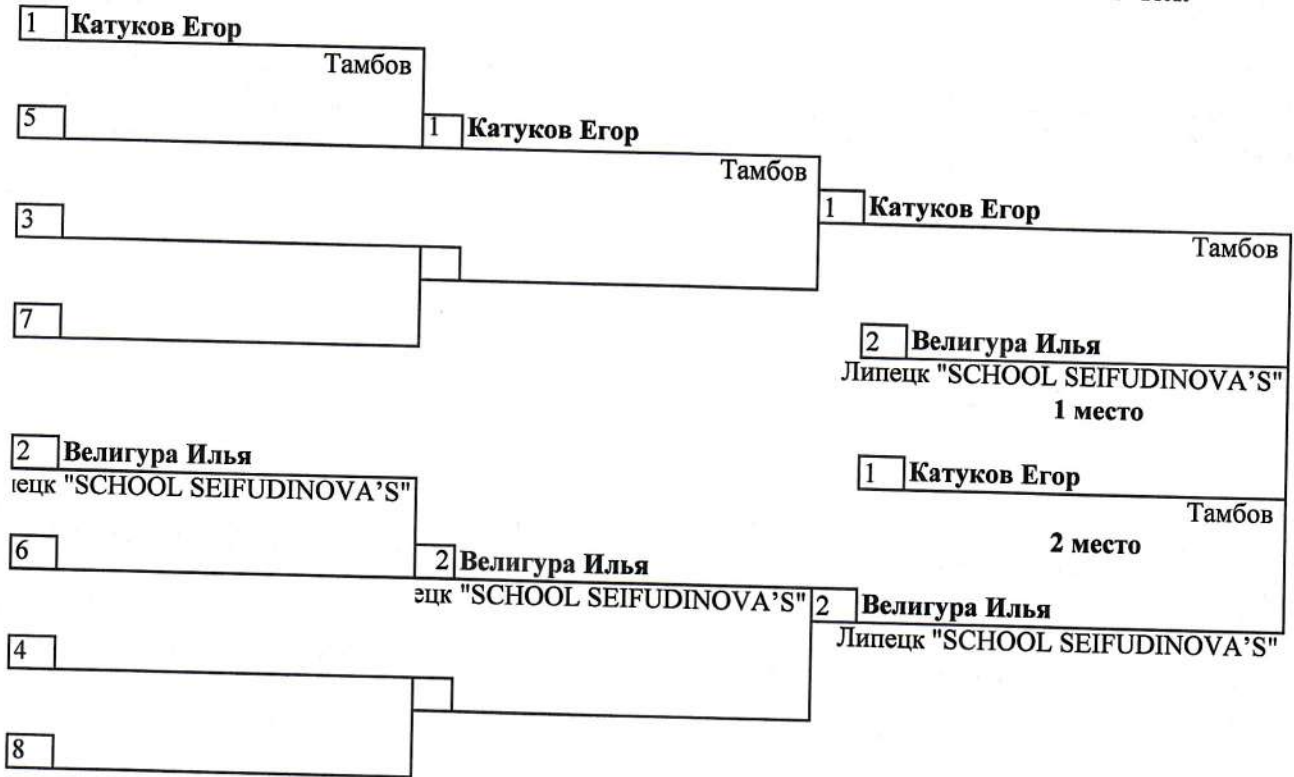 1 Катуков Егор
Тамбов
5
1 Катуков Егор
Тамбов
3
1 Катуков Егор
Тамбов
7
2 Велигура Илья
Липецк "SCHOOL SEIFUDINOVA’S"
1 место
2 Велигура Илья
ецк "SCHOOL SEIFUDINOVA’S"
1 Катуков Егор
Тамбов
2 место
6
2 Велигура Илья
ецк "SCHOOL SEIFUDINOVA’S"
2 Велигура Илья
Липецк "SCHOOL SEIFUDINOVA’S"
4
8